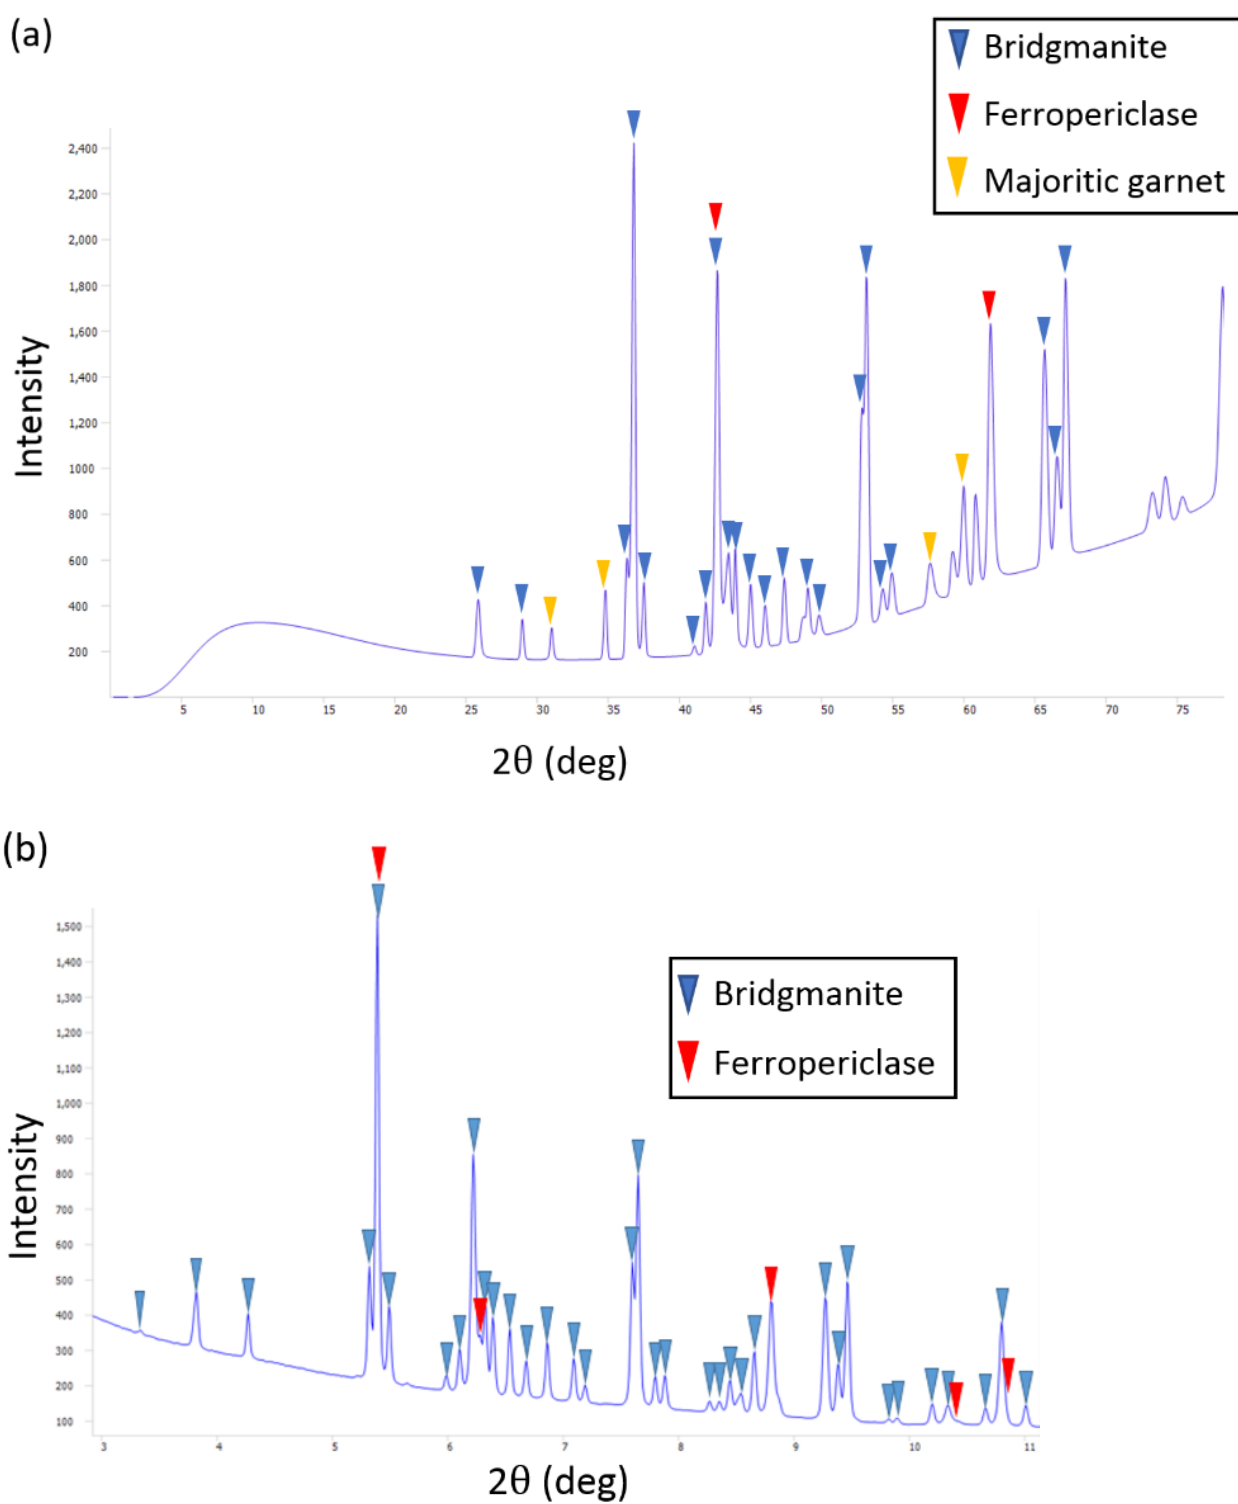 (a)
Bridgmanite
Ferropericlase
Majoritic garnet
2,400
2,200
2,000
1,800
1,600
1,400
1,200
1,000
800
600
400
200
Intensity
5 10 15 20 25 30 35 40 45 50 55 60 65 70 75
2θ (deg)
(b)
Bridgmanite
Ferropericlase
1,500
1,400
1,300
1,200
1,100
1,000
900
800
700
600
500
400
300
200
100
Intensity
3 4 5 6 7 8 9 10 11
2θ (deg)